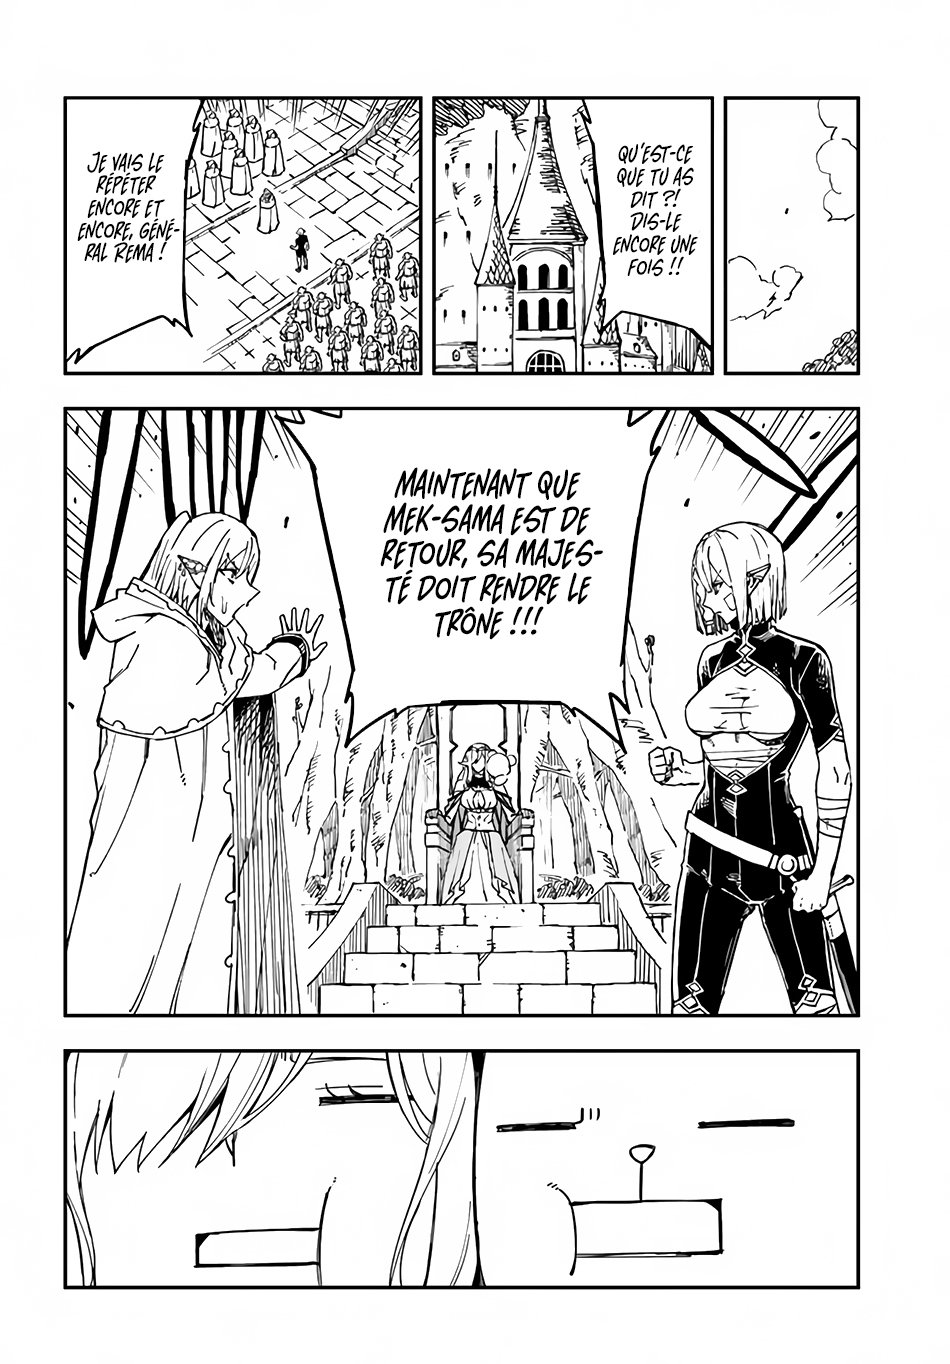 QU'EST-CE
QUE TU AS
DIT ?!
DIS-LE
ENCORE UNE
FOIS !!
JE VAIS LE
RÉPÉTER
ENCORE ET
ENCORE, GÉNÉ-
RAL REMA !
MAINTENANT QUE
MEK-SAMA EST DE
RETOUR, SA MAJES-
TÉ DOIT RENDRE LE
TRÔNE !!!